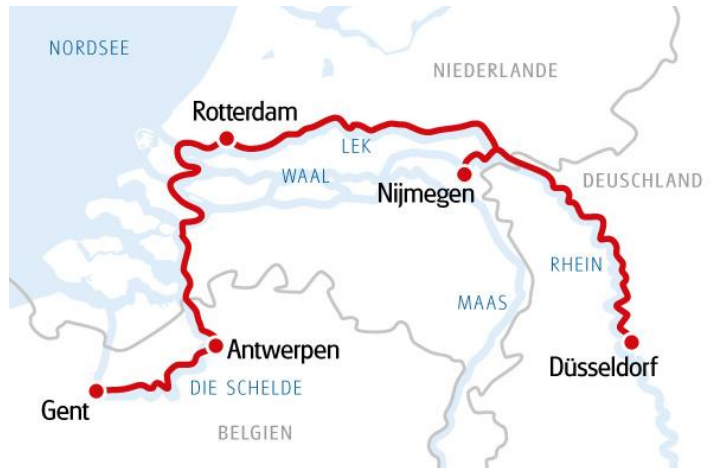 NORDSEE
NIEDERLANDE
Rotterdam
LEK
WAAL
Nijmegen
DEUSCHLAND
RHEIN
MAAS
Antwerpen
Düsseldorf
DIE SCHELDE
Gent
BELGIEN